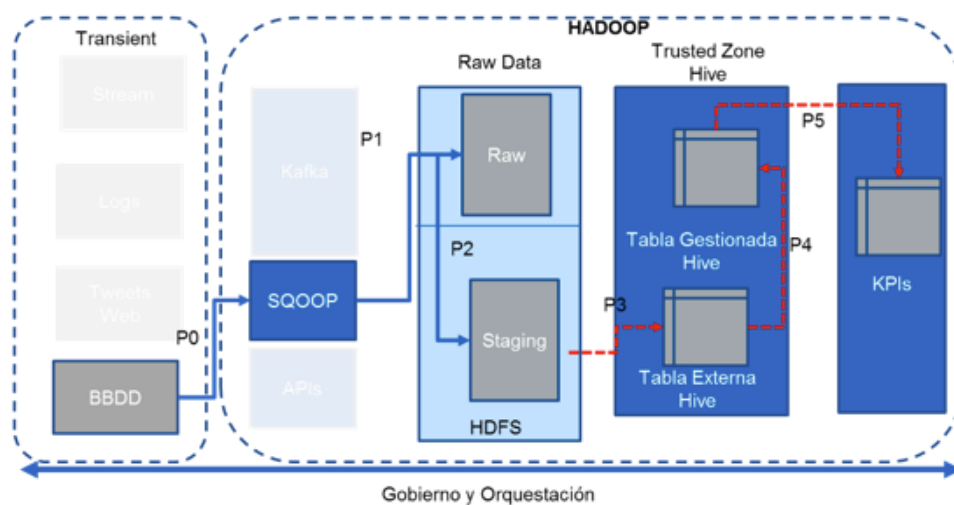 HADOOP
Transient
Stream
Logs
Tweets
Web
P0
BBDD
Kafka
SQOOP
APIs
P1
P2
Raw Data
Raw
Staging
HDFS
P3
Trusted Zone
Hive
Tabla Gestionada
Hive
Tabla Externa
Hive
P4
P5
KPIs
Gobierno y Orquestación